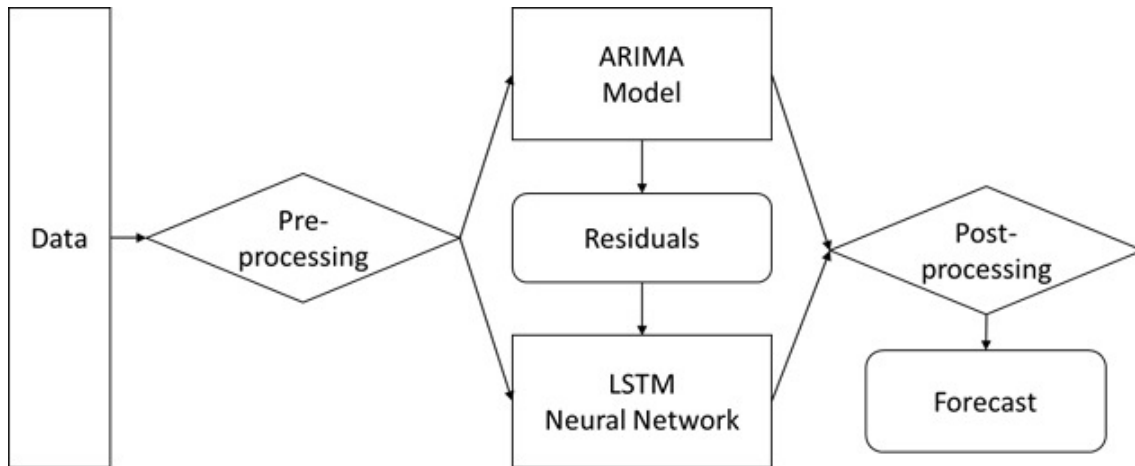 Data
Pre-
processing
ARIMA
Model
Residuals
LSTM
Neural Network
Post-
processing
Forecast